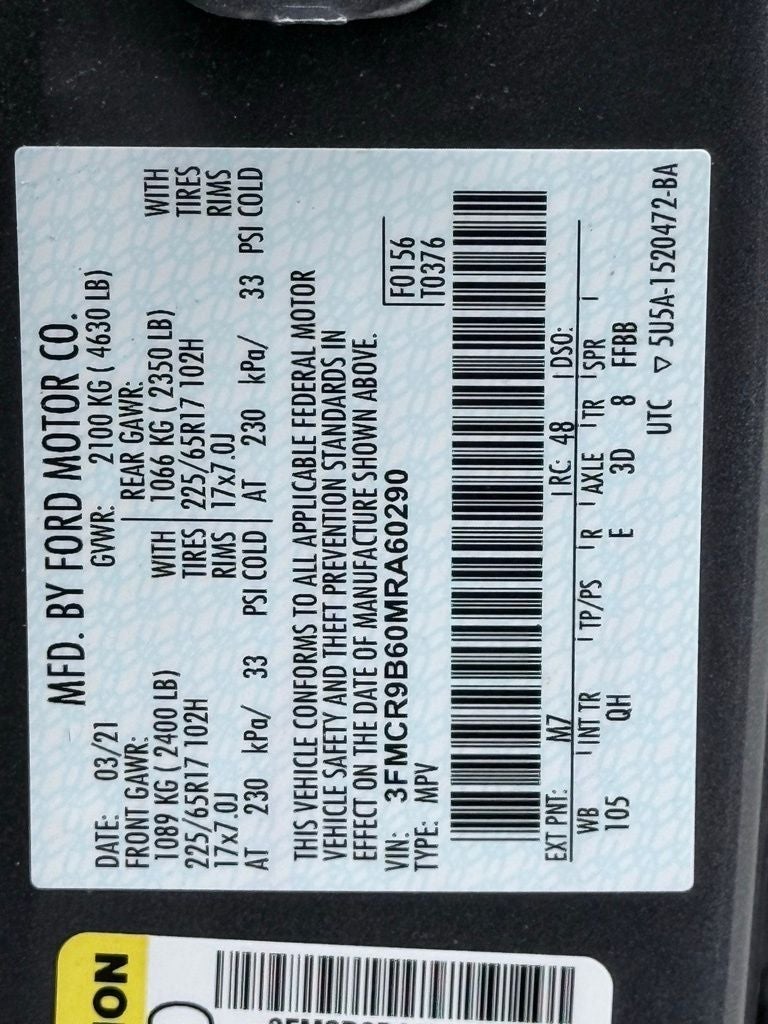 MFD. BY FORD MOTOR CO.
DATE: 03/21 GVWR: 2100 KG ( 4630 LB)
FRONT GAWR: REAR GAWR:
1089 KG ( 2400 LB) WITH 1066 KG ( 2350 LB) WITH
225/65R17 102H TIRES 225/65R17 102H TIRES
17x7.0J RIMS 17x7.0J RIMS
AT 230 kPa/ 33 PSI COLD AT 230 kPa/ 33 PSI COLD
THIS VEHICLE CONFORMS TO ALL APPLICABLE FEDERAL MOTOR
VEHICLE SAFETY AND THEFT PREVENTION STANDARDS IN
EFFECT ON THE DATE OF MANUFACTURE SHOWN ABOVE.
VIN: 3FMCR9B60MRA60290 F0156
TYPE: MPV T0376
EXT PNT: M7 RC: 48 DSO:
WB INT TR TP/PS R AXLE TR SPR
105 QH E 3D 8 FFBB
UTC ▽ 5U5A-1520472-BA
ION